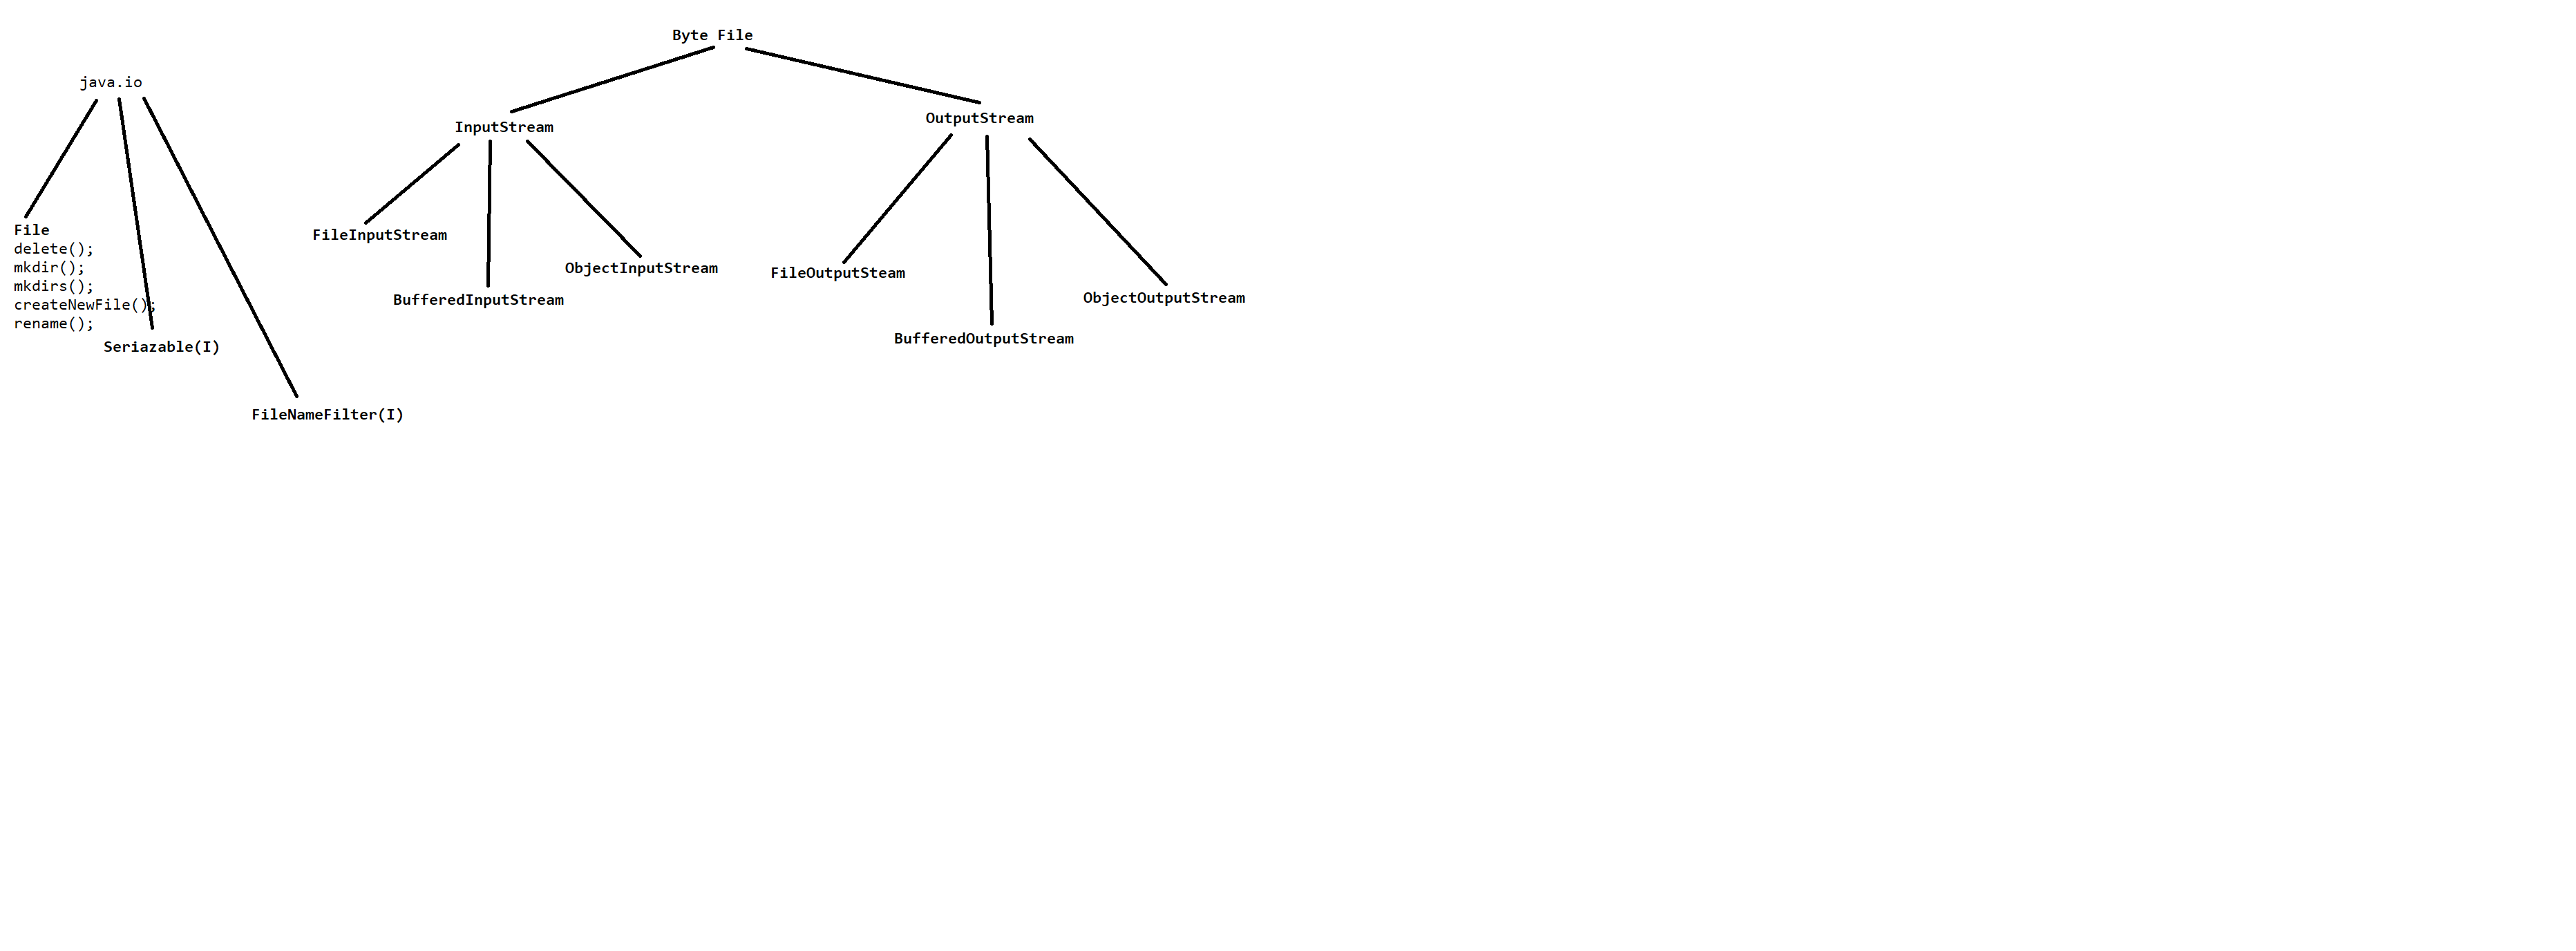 Byte File
java.io
InputStream
OutputStream
File
delete();
mkdir();
mkdirs();
createNewFile();
rename();
Seriazable(I)
FileNameFilter(I)
FileInputStream
BufferedInputStream
ObjectInputStream
FileOutputSteam
BufferedOutputStream
ObjectOutputStream